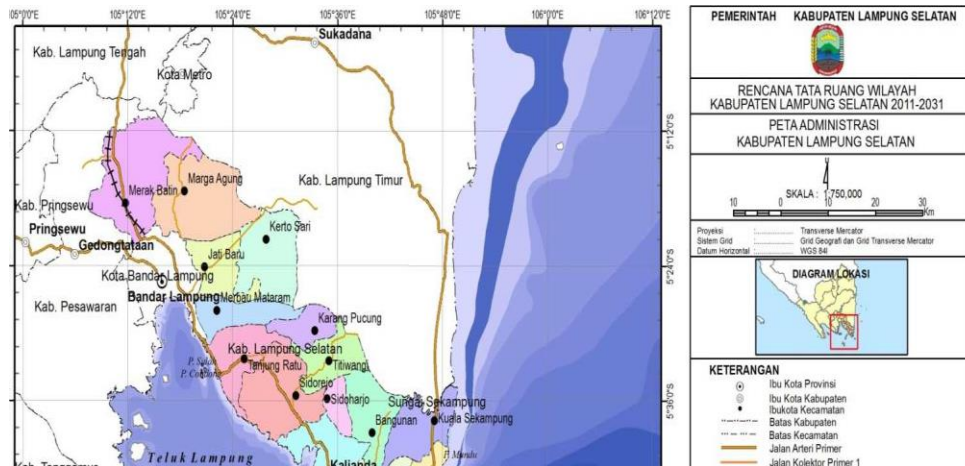 105°0'0"E 105°12'0"E 105°24'0"E 105°36'0"E 105°48'0"E 106°0'0"E 106°12'0"E
Sukadana
Kab. Lampung Tengah
Kota Metro
5°12'0"S
Kab. Lampung Timur
Marga Agung
Merak Batin
Kab. Pringsewu
Pringsewu
Gedongtataan
Kerto Sari
Jati Baru
5°24'0"S
Kota Bandar Lampung
Bandar Lampung
Merbau Mataram
Kab. Pesawaran
Karang Pucung
Kab. Lampung Selatan
Tanjung Ratu
Titiwangi
Sidorejo
Sidoharjo
Sungai Sekampung
5°36'0"S
Kuala Sekampung
Bangunan
Teluk Lampung
Kalianda
P. Mundu
PEMERINTAH KABUPATEN LAMPUNG SELATAN
RENCANA TATA RUANG WILAYAH
KABUPATEN LAMPUNG SELATAN 2011-2031
PETA ADMINISTRASI
KABUPATEN LAMPUNG SELATAN
SKALA : 1:750,000
10 5 0 10 20 30
Km
Proyeksi : Transverse Mercator
Sistem Grid : Grid Geografi dan Grid Transverse Mercator
Datum Horizontal : WGS 84
DIAGRAM LOKASI
KETERANGAN
Ibu Kota Provinsi
Ibu Kota Kabupaten
Ibukota Kecamatan
Batas Kabupaten
Batas Kecamatan
Jalan Arteri Primer
Jalan Kolektor Primer 1